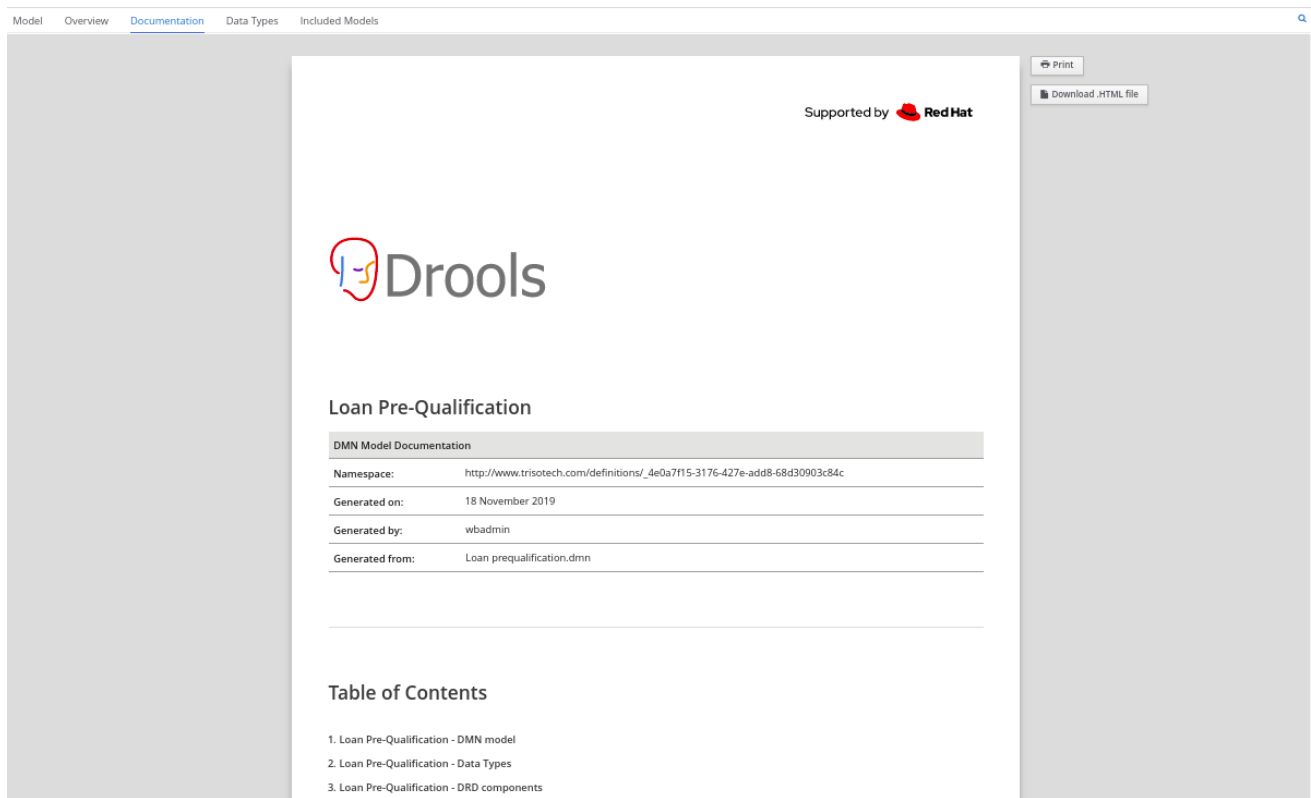 Model Overview Documentation Data Types Included Models
Print
Download .HTML file
Supported by Red Hat
Drools
Loan Pre-Qualification
DMN Model Documentation
Namespace: http://www.trisotech.com/definitions/_4e0a7f15-3176-427e-add8-68d30903c84c
Generated on: 18 November 2019
Generated by: wbadmin
Generated from: Loan prequalification.dmn
Table of Contents
1. Loan Pre-Qualification - DMN model
2. Loan Pre-Qualification - Data Types
3. Loan Pre-Qualification - DRD components